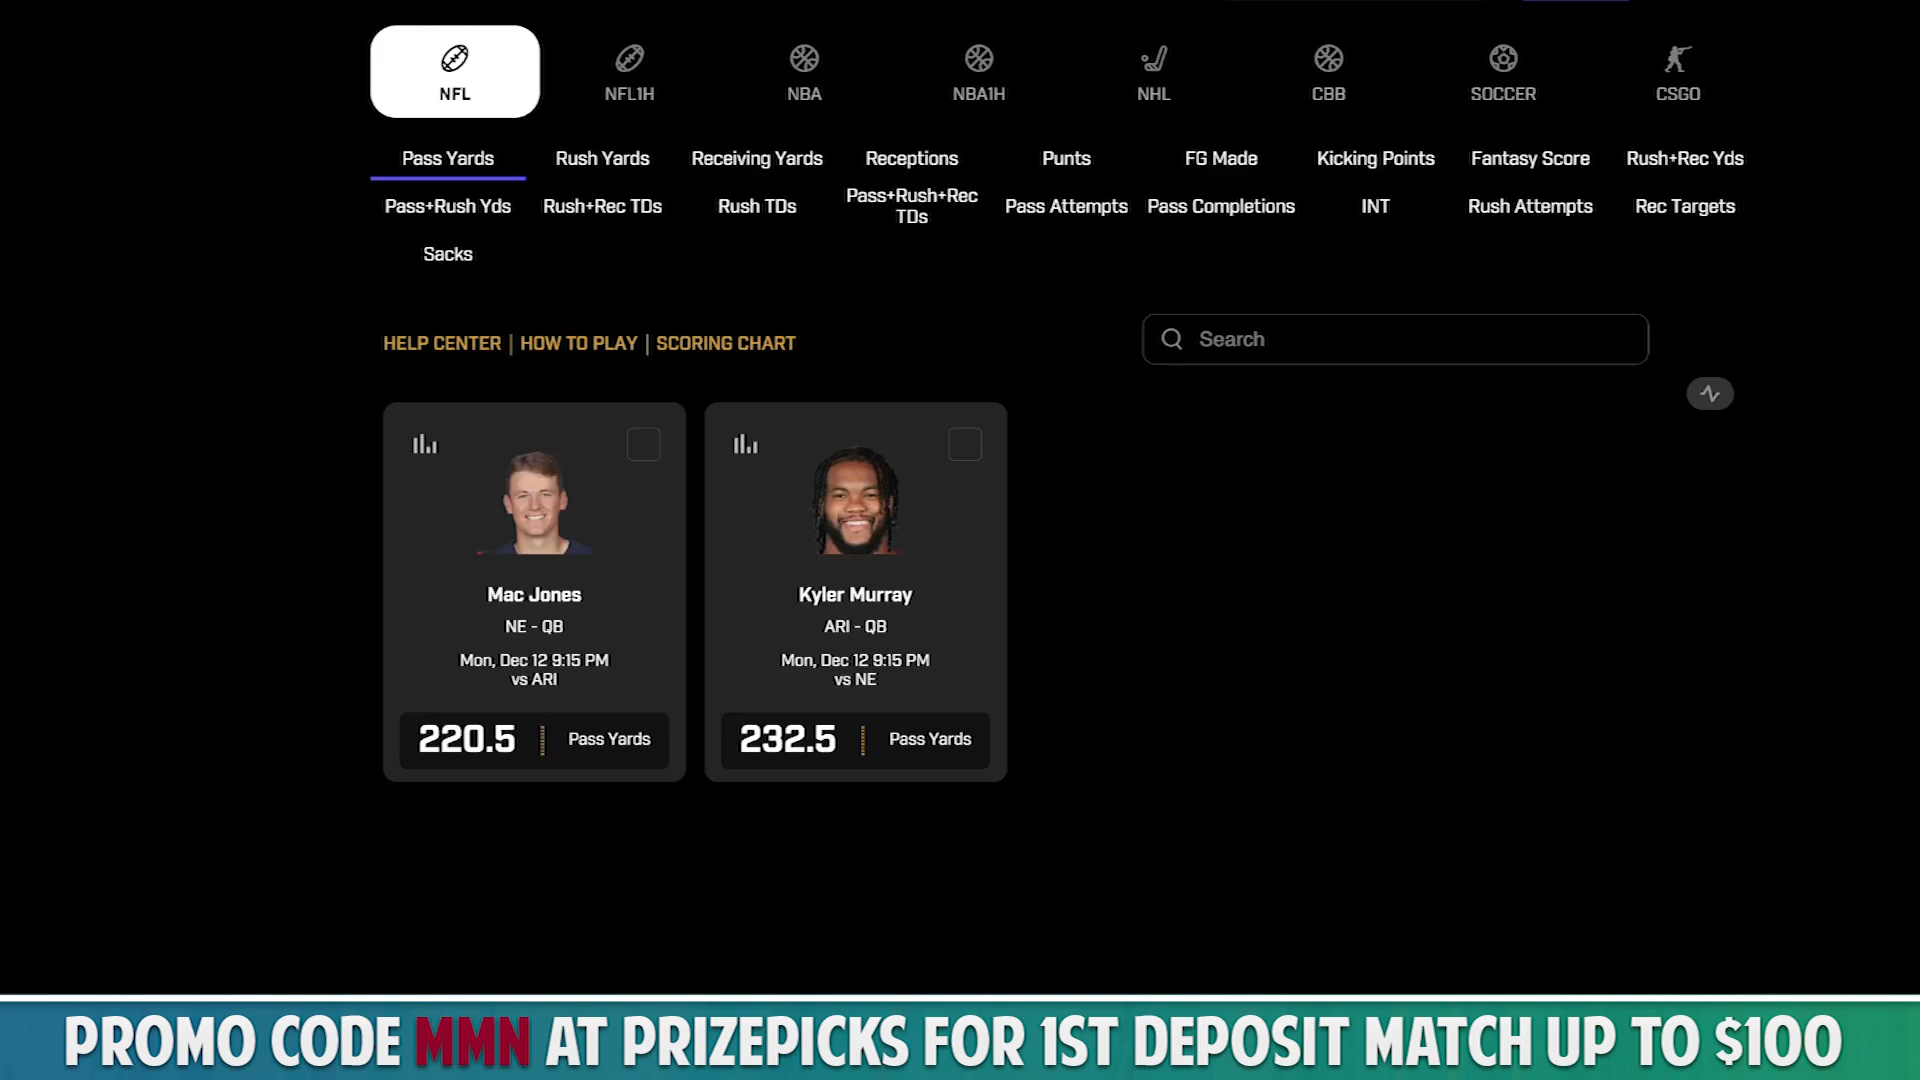 NFL
NFL1H
NBA
NBA1H
NHL
CBB
SOCCER
CSGO
Pass Yards
Rush Yards
Receiving Yards
Receptions
Punts
FG Made
Kicking Points
Fantasy Score
Rush+Rec Yds
Pass+Rush Yds
Rush+Rec TDs
Rush TDs
Pass+Rush+Rec
TDs
Pass Attempts
Pass Completions
INT
Rush Attempts
Rec Targets
Sacks
HELP CENTER | HOW TO PLAY | SCORING CHART
Search
Mac Jones
NE - QB
Mon, Dec 12 9:15 PM
vs ARI
220.5 Pass Yards
Kyler Murray
ARI - QB
Mon, Dec 12 9:15 PM
vs NE
232.5 Pass Yards
PROMO CODE MMN AT PRIZEPICKS FOR 1ST DEPOSIT MATCH UP TO $100